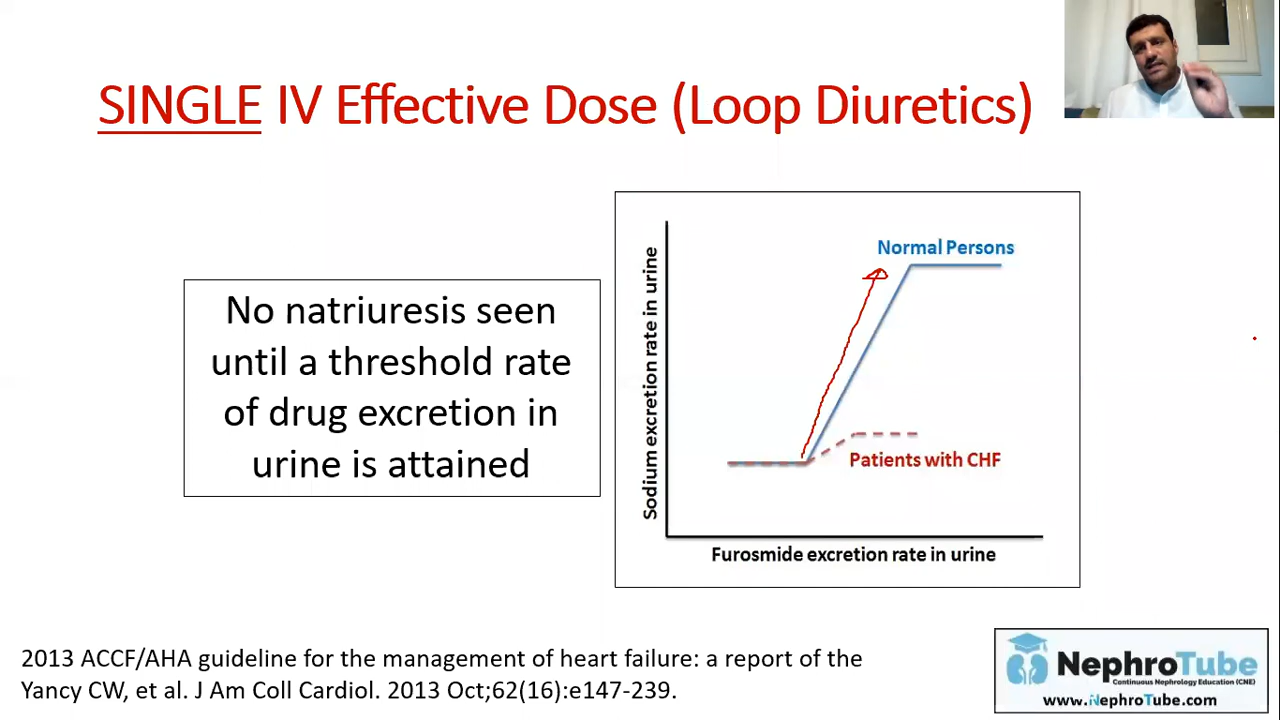 SINGLE IV Effective Dose (Loop Diuretics)
No natriuresis seen
until a threshold rate
of drug excretion in
urine is attained
Sodium excretion rate in urine
Normal Persons
Patients with CHF
Furosmide excretion rate in urine
2013 ACCF/AHA guideline for the management of heart failure: a report of the
Yancy CW, et al. J Am Coll Cardiol. 2013 Oct;62(16):e147-239.
NephroTube
Continuous Nephrology Education (CNE)
www.NephroTube.com